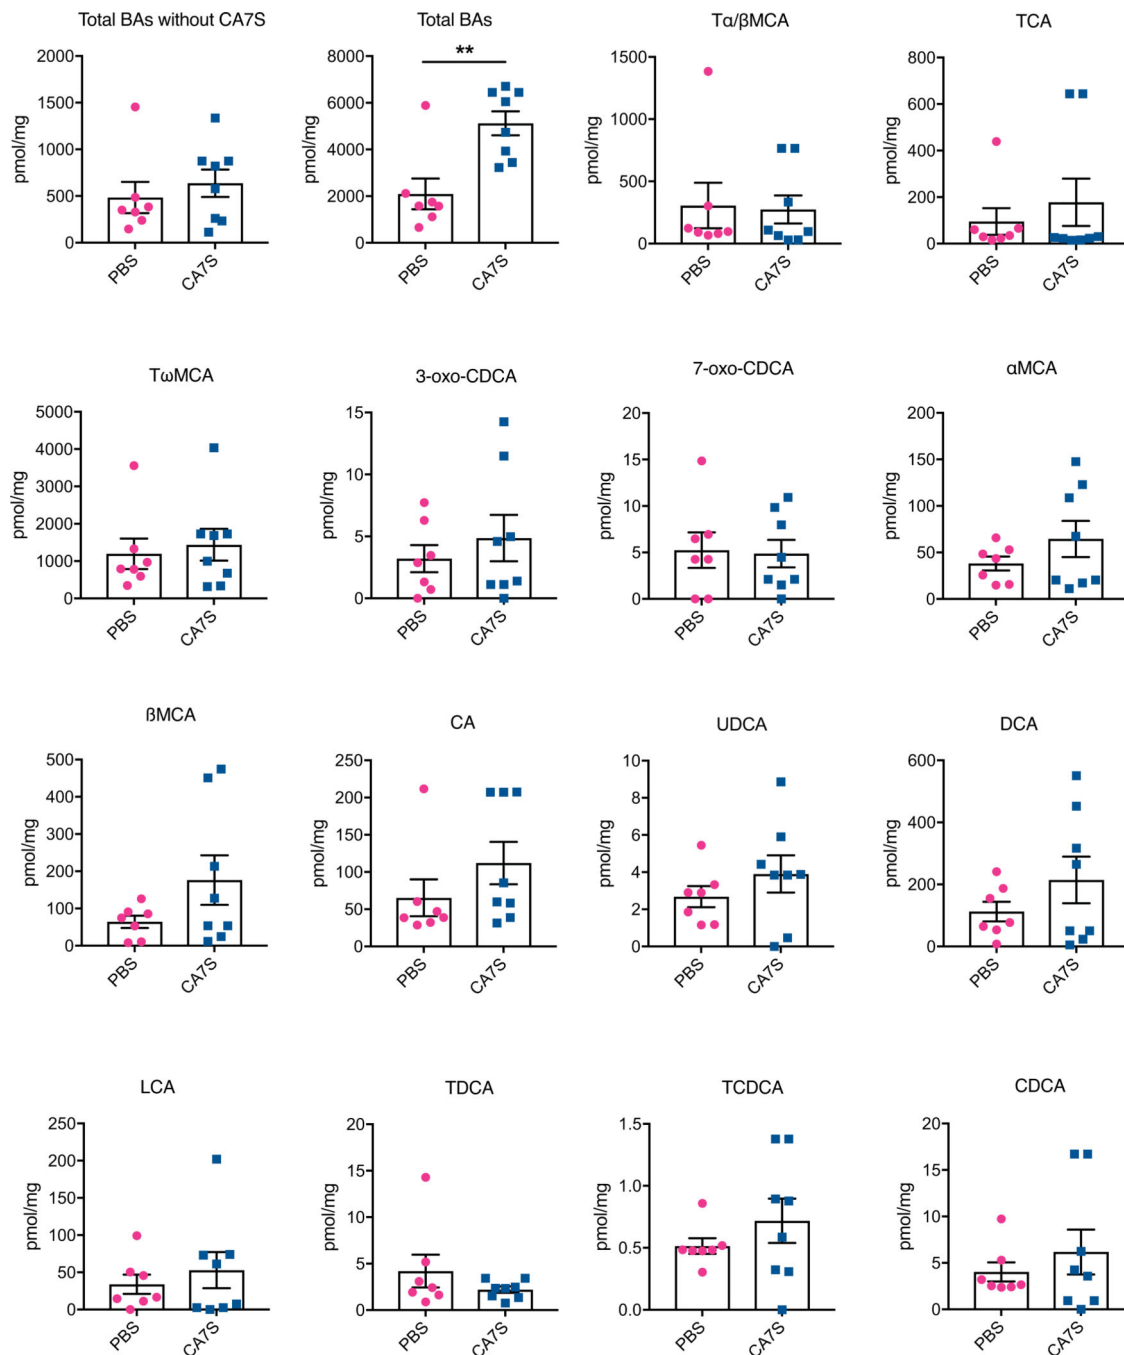 Total BAs without CA7S
Total BAs
Tα/βMCA
TCA
2000
1500
1000
500
0
pmol/mg
PBS
CA7S
8000
6000
4000
2000
0
pmol/mg
**
PBS
CA7S
1500
1000
500
0
pmol/mg
PBS
CA7S
800
600
400
200
0
pmol/mg
PBS
CA7S
TωMCA
3-oxo-CDCA
7-oxo-CDCA
αMCA
5000
4000
3000
2000
1000
0
pmol/mg
PBS
CA7S
15
10
5
0
pmol/mg
PBS
CA7S
20
15
10
5
0
pmol/mg
PBS
CA7S
200
150
100
50
0
pmol/mg
PBS
CA7S
ßMCA
CA
UDCA
DCA
500
400
300
200
100
0
pmol/mg
PBS
CA7S
250
200
150
100
50
0
pmol/mg
PBS
CA7S
10
8
6
4
2
0
pmol/mg
PBS
CA7S
600
400
200
0
pmol/mg
PBS
CA7S
LCA
TDCA
TCDCA
CDCA
250
200
150
100
50
0
pmol/mg
PBS
CA7S
20
15
10
5
0
pmol/mg
PBS
CA7S
1.5
1.0
0.5
0.0
pmol/mg
PBS
CA7S
20
15
10
5
0
pmol/mg
PBS
CA7S